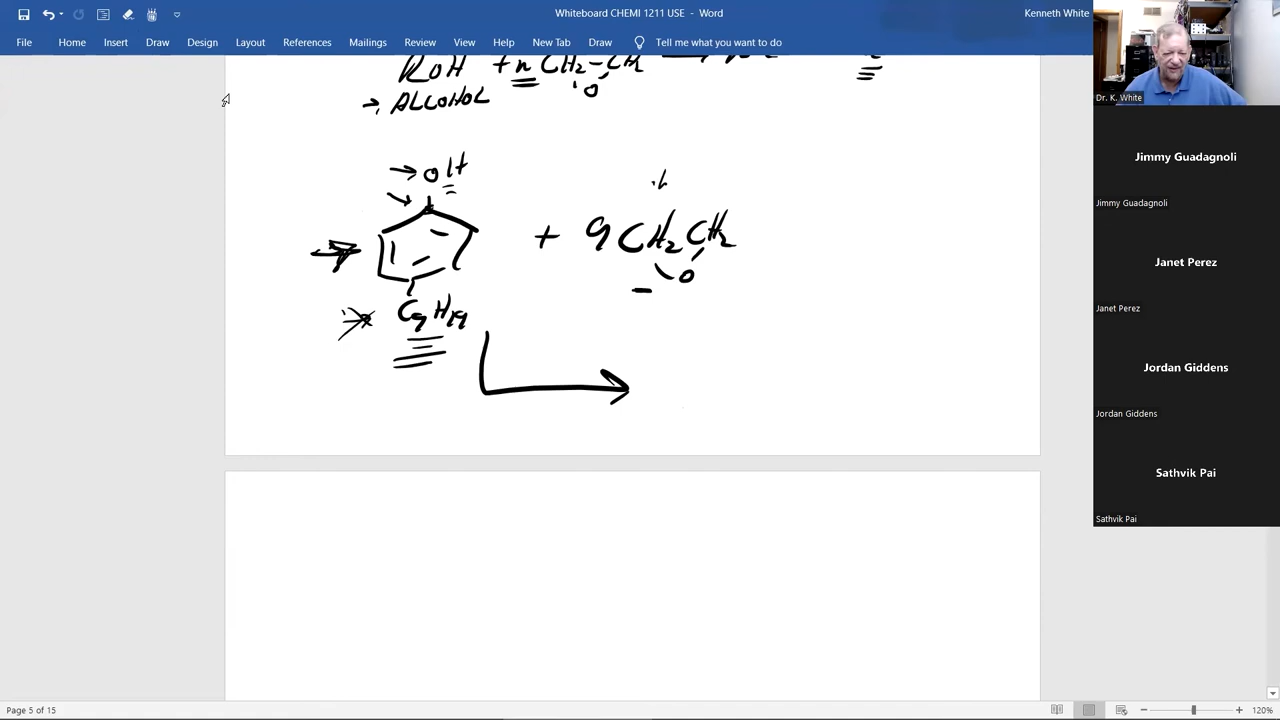 Whiteboard CHEMI 1211 USE - Word
Kenneth White
File Home Insert Draw Design Layout References Mailings Review View Help New Tab Draw Tell me what you want to do
ROH + n CH2-CH2
O
→ ALCOHOL
→ OH
+ 9 CH2CH2
O
C9H19
Dr. K. White
Jimmy Guadagnoli
Jimmy Guadagnoli
Janet Perez
Janet Perez
Jordan Giddens
Jordan Giddens
Sathvik Pai
Sathvik Pai
Page 5 of 15
120%